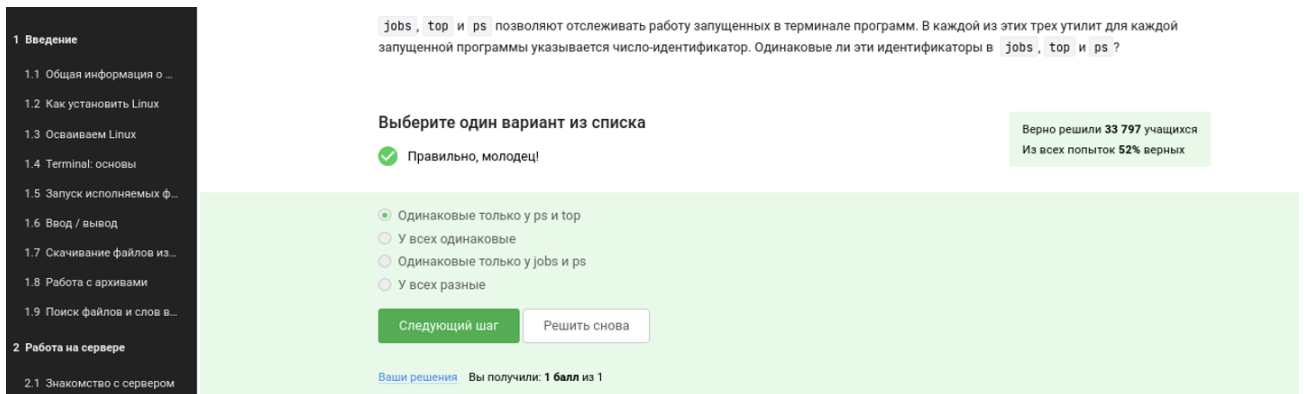 1 Введение
1.1 Общая информация о ...
1.2 Как установить Linux
1.3 Осваиваем Linux
1.4 Terminal: основы
1.5 Запуск исполняемых ф...
1.6 Ввод / вывод
1.7 Скачивание файлов из...
1.8 Работа с архивами
1.9 Поиск файлов и слов в...
2 Работа на сервере
2.1 Знакомство с сервером
jobs , top и ps позволяют отслеживать работу запущенных в терминале программ. В каждой из этих трех утилит для каждой
запущенной программы указывается число-идентификатор. Одинаковые ли эти идентификаторы в jobs , top и ps ?
Выберите один вариант из списка
Правильно, молодец!
Верно решили 33 797 учащихся
Из всех попыток 52% верных
Одинаковые только у ps и top
У всех одинаковые
Одинаковые только у jobs и ps
У всех разные
Следующий шаг
Решить снова
Ваши решения Вы получили: 1 балл из 1